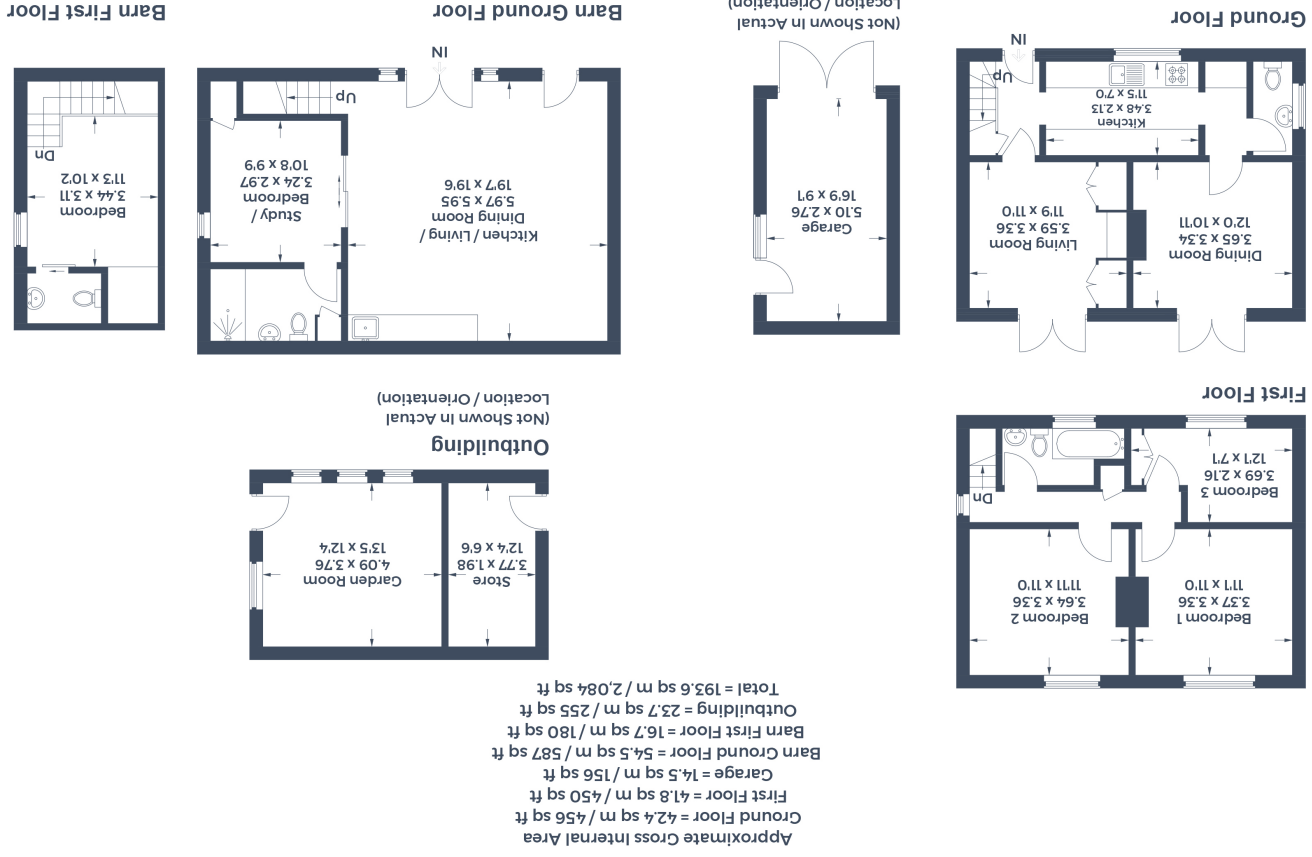 Approximate Gross Internal Area
Ground Floor = 42.4 sq m / 456 sq ft
First Floor = 41.8 sq m / 450 sq ft
Garage = 14.5 sq m / 156 sq ft
Barn Ground Floor = 54.5 sq m / 587 sq ft
Barn First Floor = 16.7 sq m / 180 sq ft
Outbuilding = 23.7 sq m / 255 sq ft
Total = 193.6 sq m / 2,084 sq ft
Bedroom 1
3.37 x 3.36
11'1 x 11'0
Bedroom 2
3.64 x 3.36
11'11 x 11'0
Bedroom 3
3.69 x 2.16
12'1 x 7'1
Dn
First Floor
Store
3.77 x 1.98
12'4 x 6'6
Garden Room
4.09 x 3.76
13'5 x 12'4
Outbuilding
(Not Shown In Actual
Location / Orientation)
Dining Room
3.65 x 3.34
12'0 x 10'11
Living Room
3.59 x 3.36
11'9 x 11'0
Kitchen
3.48 x 2.13
11'5 x 7'0
Up
IN
Ground Floor
Garage
5.10 x 2.76
16'9 x 9'1
(Not Shown In Actual
Location / Orientation)
Kitchen / Living /
Dining Room
5.97 x 5.95
19'7 x 19'6
Study /
Bedroom
3.24 x 2.97
10'8 x 9'9
Up
IN
Barn Ground Floor
Bedroom
3.44 x 3.11
11'3 x 10'2
Dn
Barn First Floor